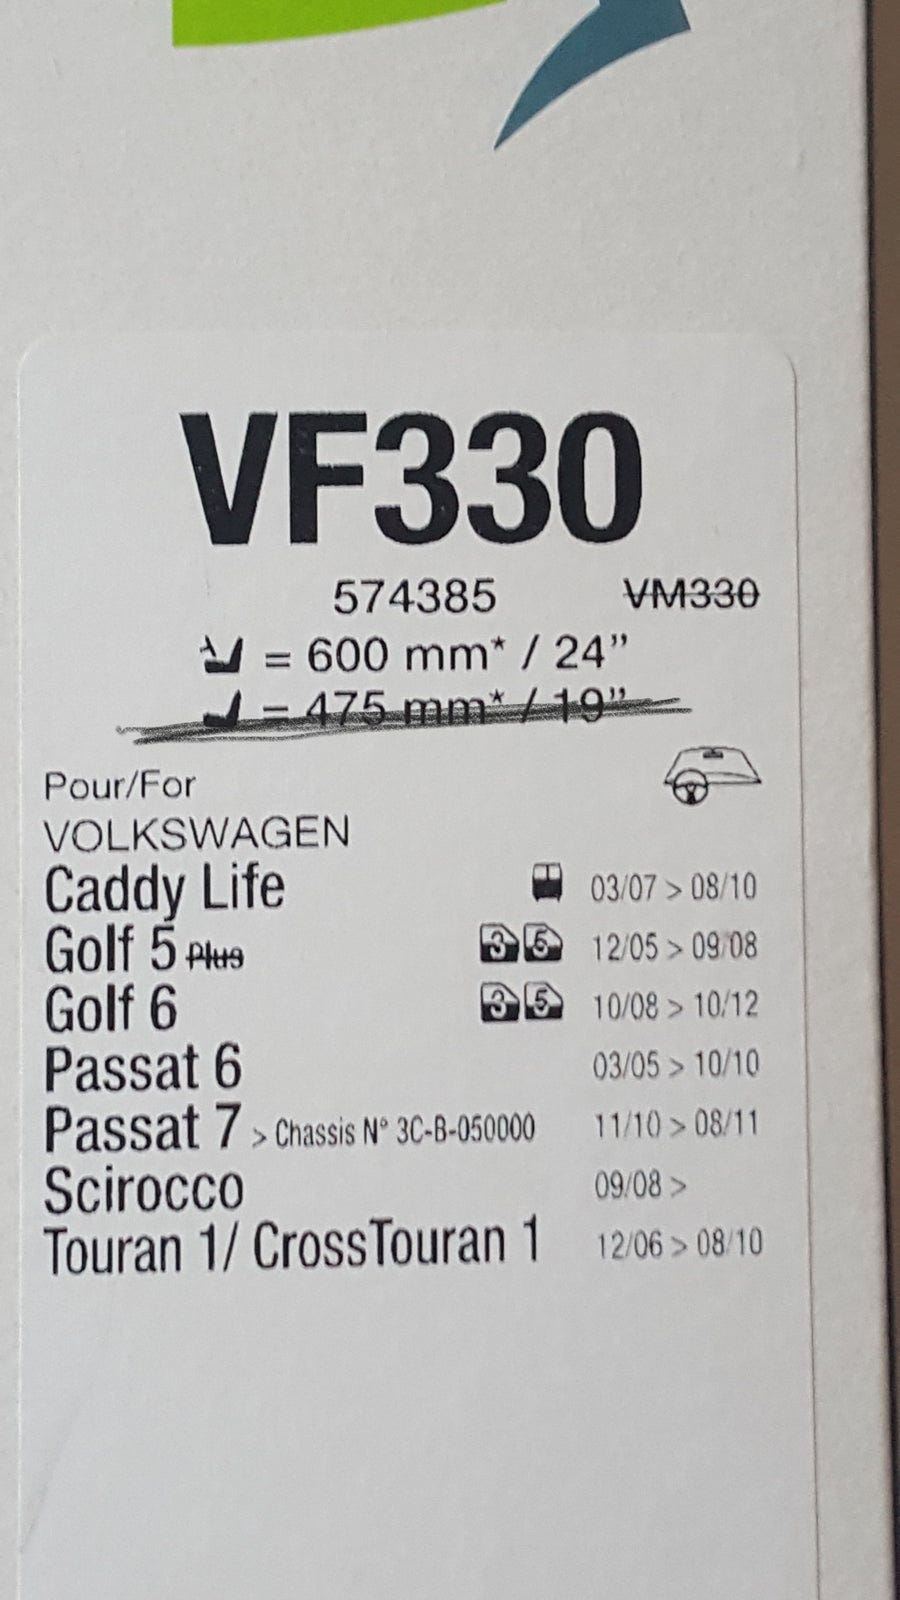 VF330
574385 VM330
= 600 mm* / 24”
= 475 mm* / 19”
Pour/For
VOLKSWAGEN
Caddy Life 03/07 > 08/10
Golf 5 Plus 3 5 12/05 > 09/08
Golf 6 3 5 10/08 > 10/12
Passat 6 03/05 > 10/10
Passat 7 > Chassis N° 3C-B-050000 11/10 > 08/11
Scirocco 09/08 >
Touran 1/ CrossTouran 1 12/06 > 08/10